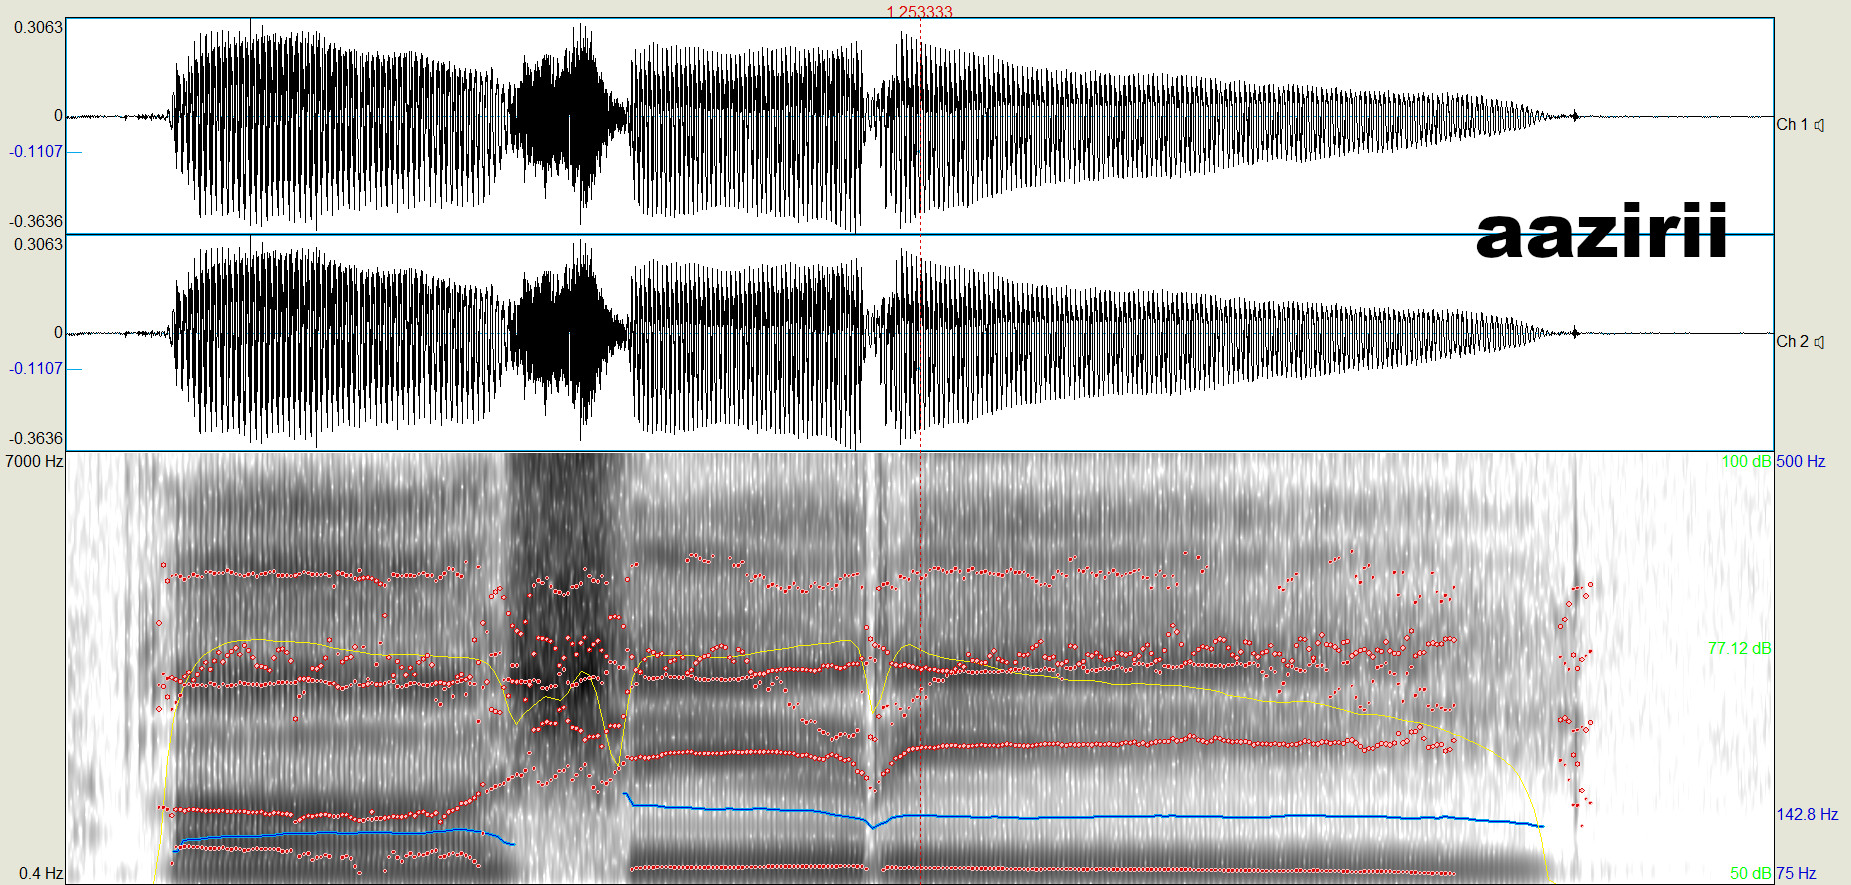 1.253333
0.3063
0
-0.1107
-0.3636
Ch 1
aazirii
0.3063
0
-0.1107
-0.3636
Ch 2
7000 Hz
100 dB
500 Hz
77.12 dB
142.8 Hz
0.4 Hz
50 dB
75 Hz